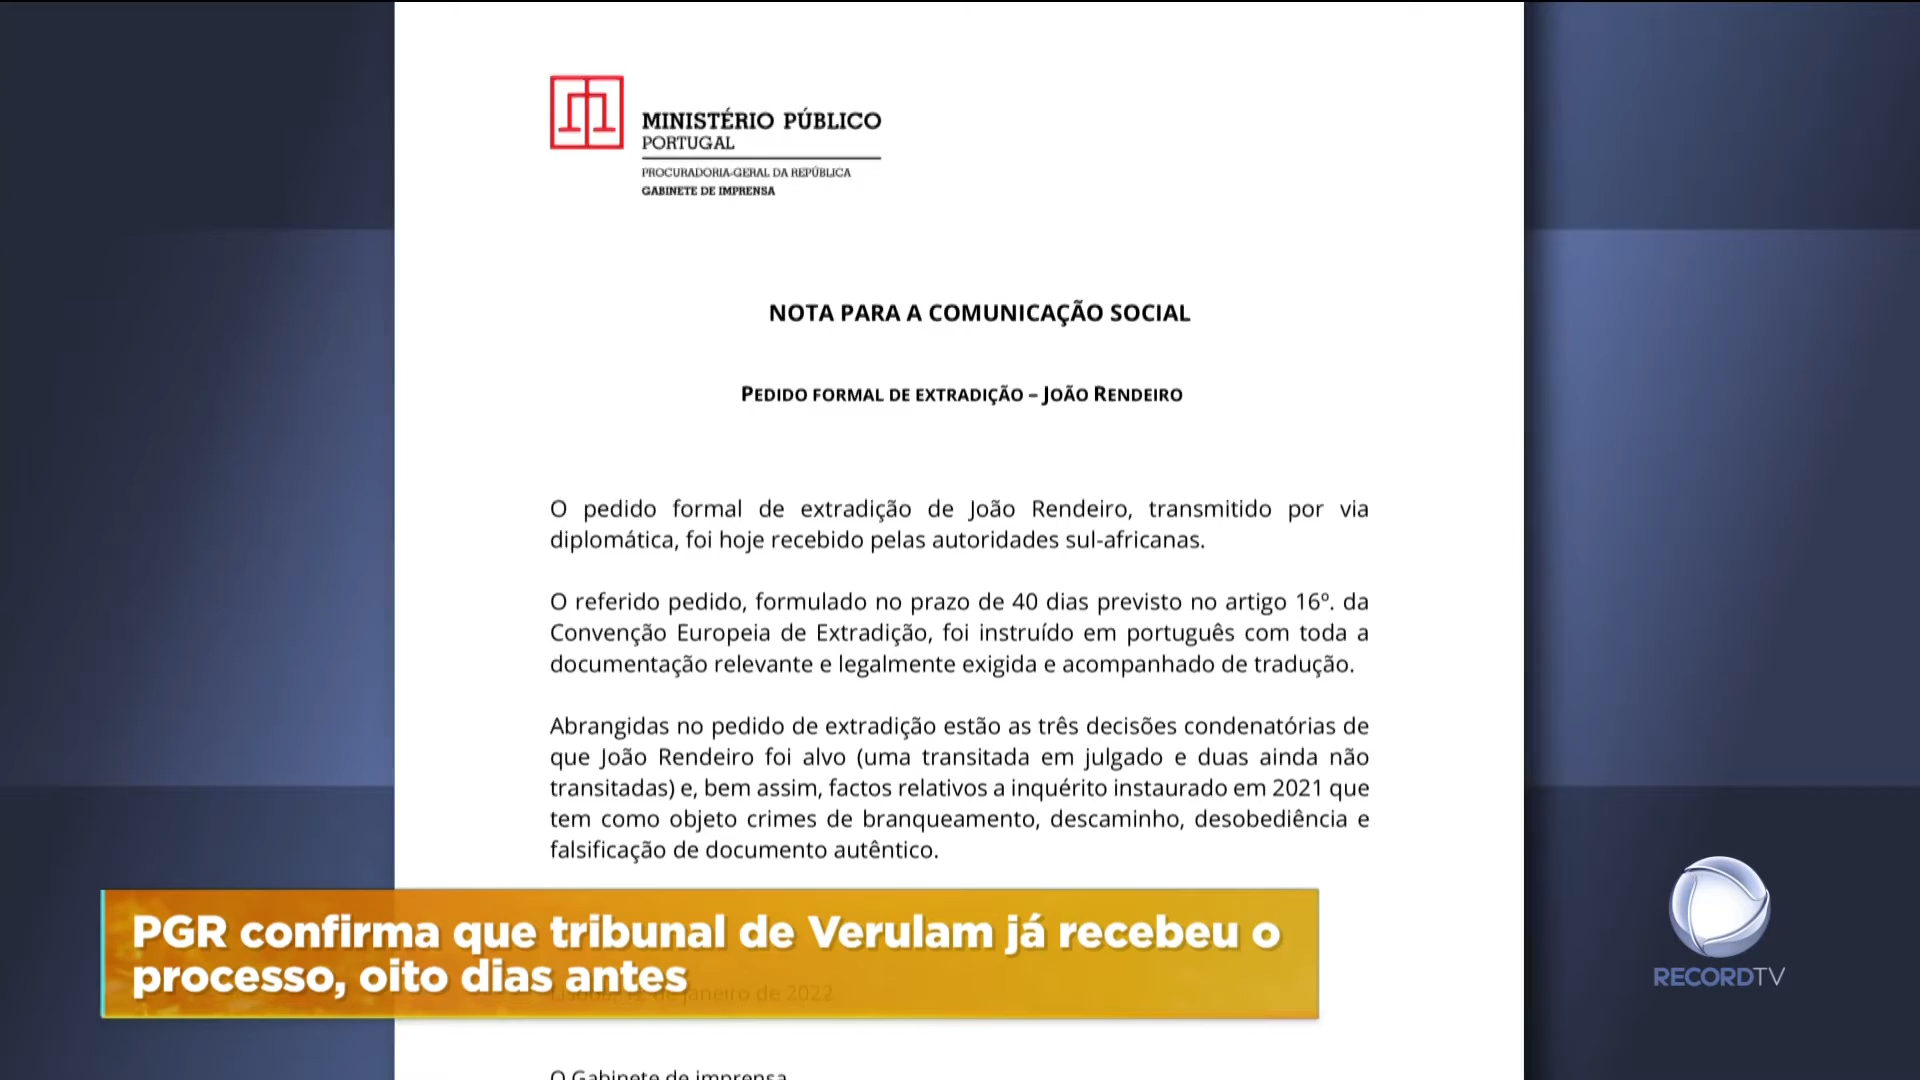 MINISTÉRIO PÚBLICO
PORTUGAL
PROCURADORIA-GERAL DA REPÚBLICA
GABINETE DE IMPRENSA
NOTA PARA A COMUNICAÇÃO SOCIAL
PEDIDO FORMAL DE EXTRADIÇÃO – JOÃO RENDEIRO
O pedido formal de extradição de João Rendeiro, transmitido por via
diplomática, foi hoje recebido pelas autoridades sul-africanas.
O referido pedido, formulado no prazo de 40 dias previsto no artigo 16º. da
Convenção Europeia de Extradição, foi instruído em português com toda a
documentação relevante e legalmente exigida e acompanhado de tradução.
Abrangidas no pedido de extradição estão as três decisões condenatórias de
que João Rendeiro foi alvo (uma transitada em julgado e duas ainda não
transitadas) e, bem assim, factos relativos a inquérito instaurado em 2021 que
tem como objeto crimes de branqueamento, descaminho, desobediência e
falsificação de documento autêntico.
PGR confirma que tribunal de Verulam já recebeu o
processo, oito dias antes
de janeiro de 2022
O Gabinete de imprensa
RECORDTV